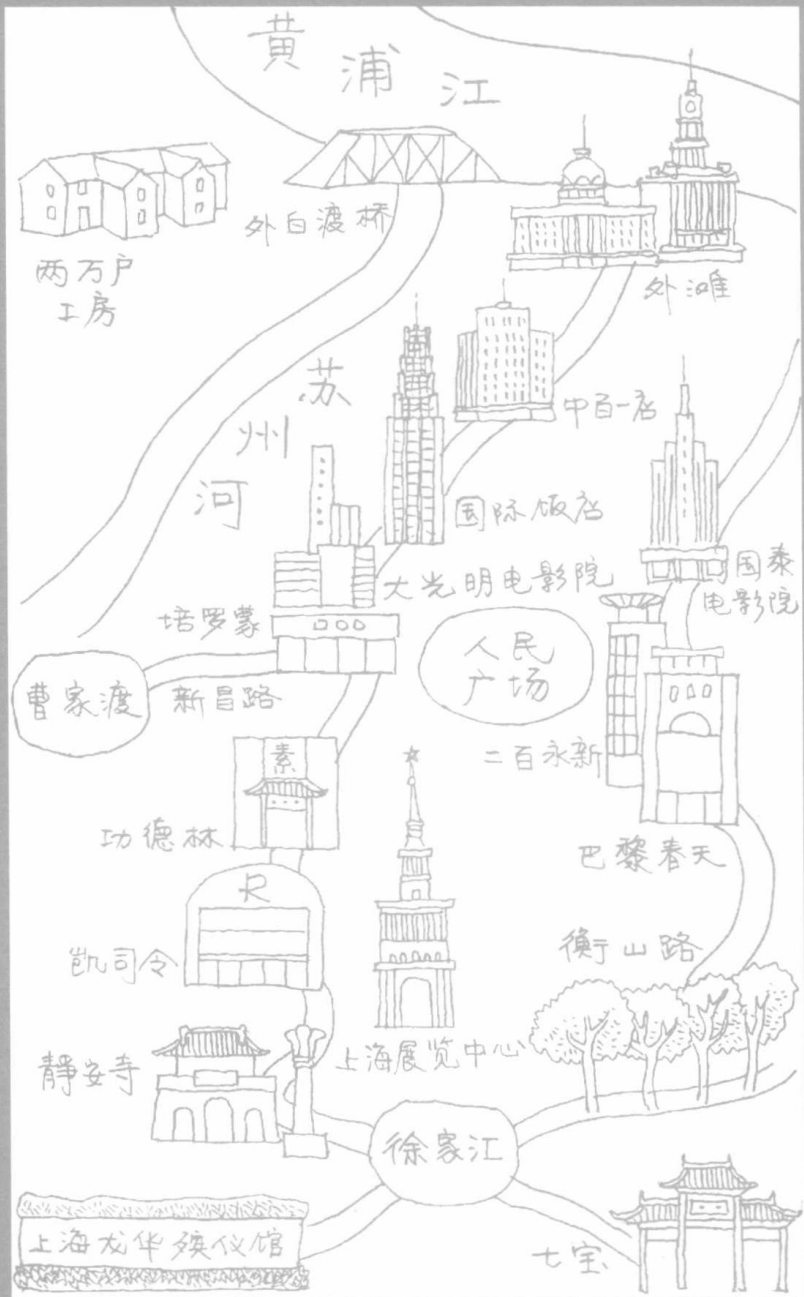 黄浦江
外白渡桥
两万户
工房
外滩
苏州河
中百一店
国际饭店
大光明电影院
国泰
电影院
培罗蒙
人民
广场
曹家渡
新昌路
二百永新
素
功德林
巴黎春天
R
凯司令
衡山路
上海展览中心
静安寺
徐家汇
上海龙华殡仪馆
七宝